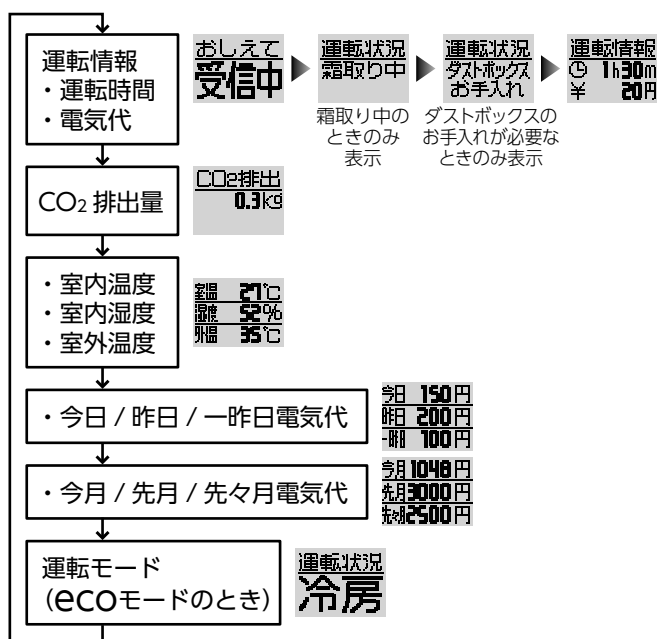 運転情報
・運転時間
・電気代
おしえて
受信中
運転状況
霜取り中
運転状況
ダストボックス
お手入れ
運転情報
1h30m
¥ 20円
霜取り中の
ときのみ
表示
ダストボックスの
お手入れが必要な
ときのみ表示
CO2 排出量
CO2排出
0.3kg
・室内温度
・室内湿度
・室外温度
室温 27℃
湿度 52%
外温 35℃
・今日 / 昨日 / 一昨日電気代
今日 150円
昨日 200円
一昨日 100円
・今月 / 先月 / 先々月電気代
今月1048円
先月3000円
先々月2500円
運転モード
(ecoモードのとき)
運転状況
冷房